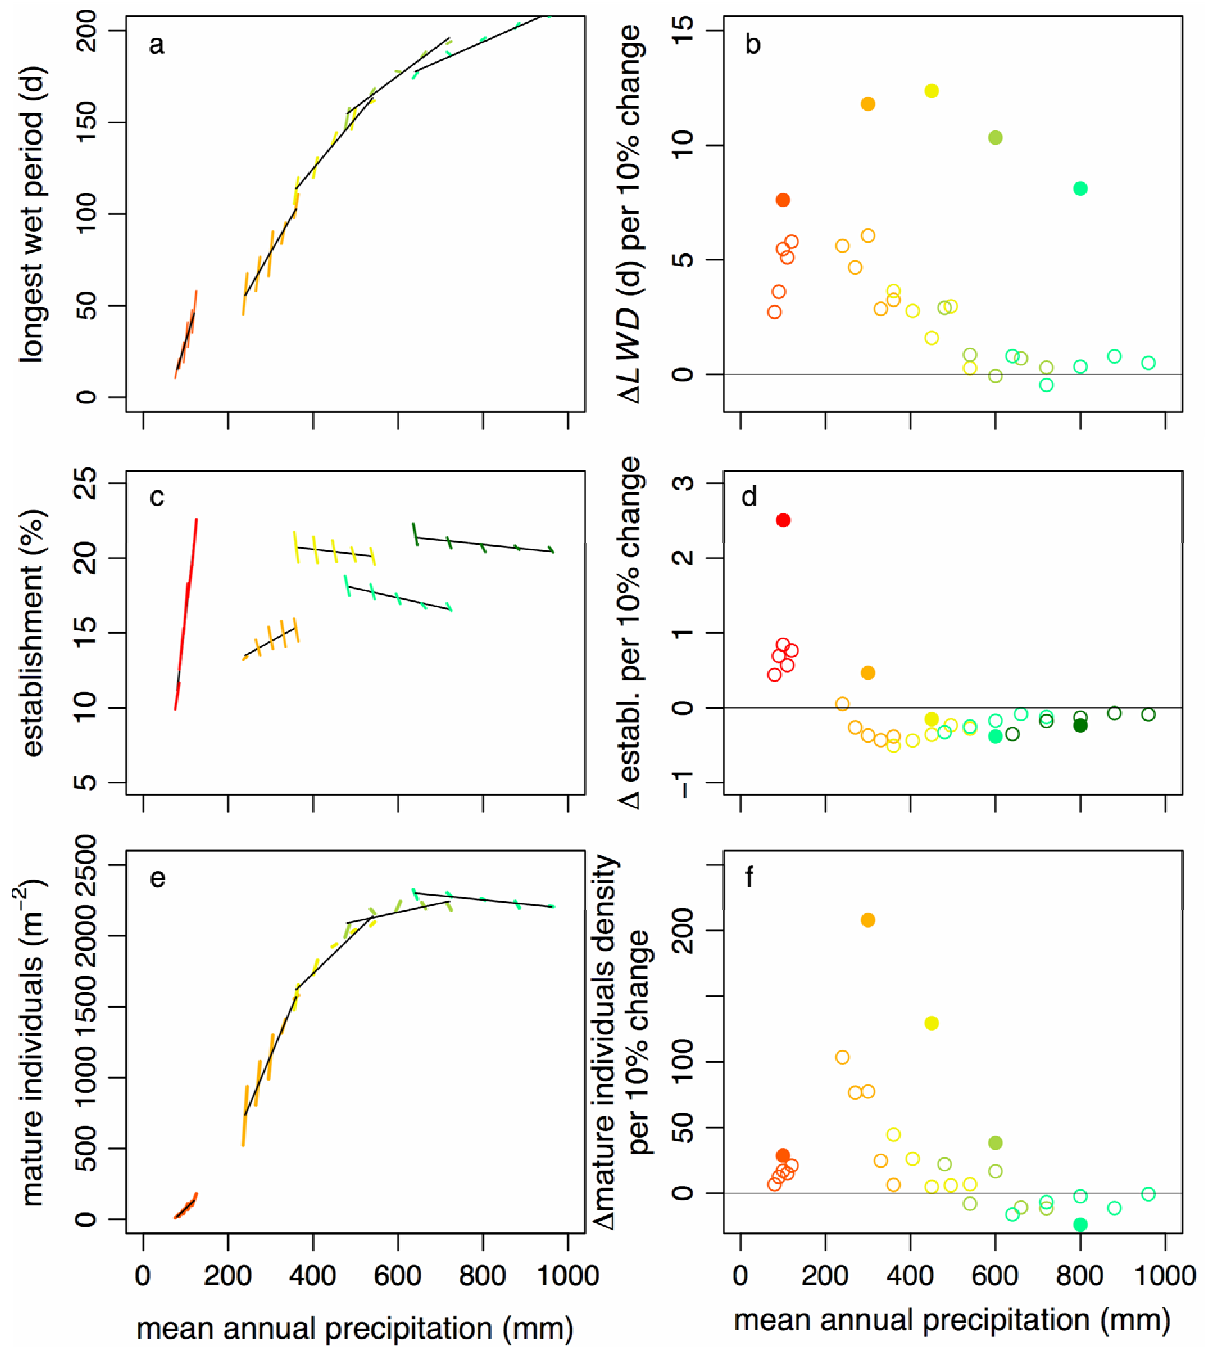 a
longest wet period (d)
0
50
100
150
200
b
ΔLWD (d) per 10% change
0
5
10
15
c
establishment (%)
5
10
15
20
25
d
Δ establ. per 10% change
−1
0
1
2
3
e
mature individuals (m−2)
0
500
1000
1500
2000
2500
0
200
400
600
800
1000
mean annual precipitation (mm)
f
Δmature individuals density
per 10% change
0
50
100
200
0
200
400
600
800
1000
mean annual precipitation (mm)